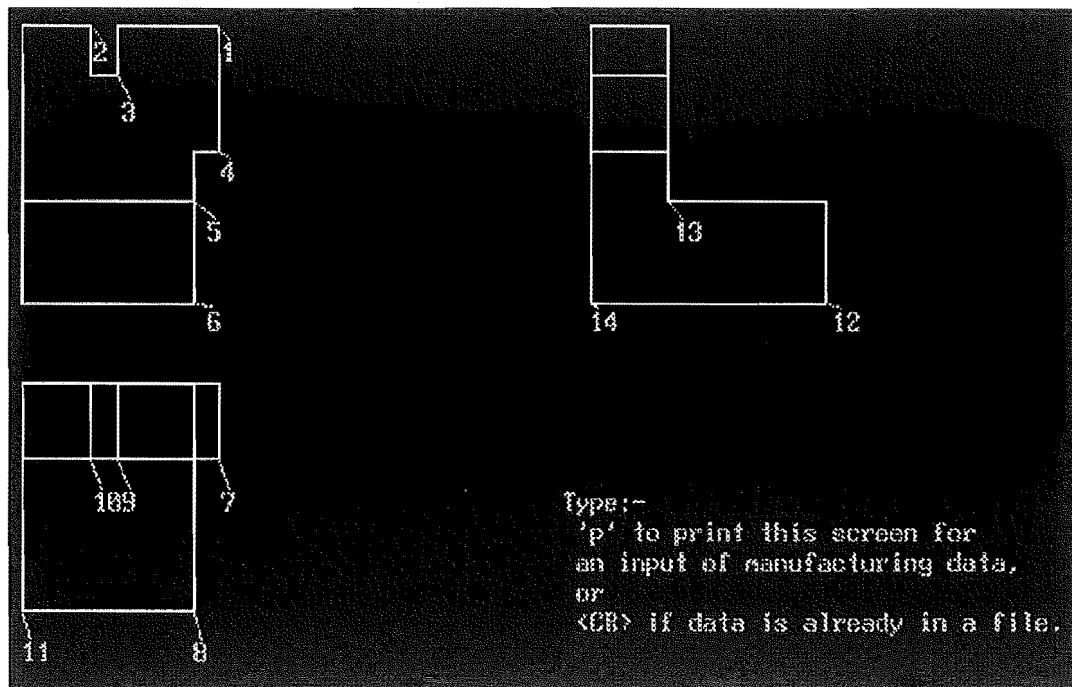 2 1
3
4
5 13
6 14 12
109 7
Type:-
'p' to print this screen for
an input of manufacturing data,
or
<CR> if data is already in a file.
11 8